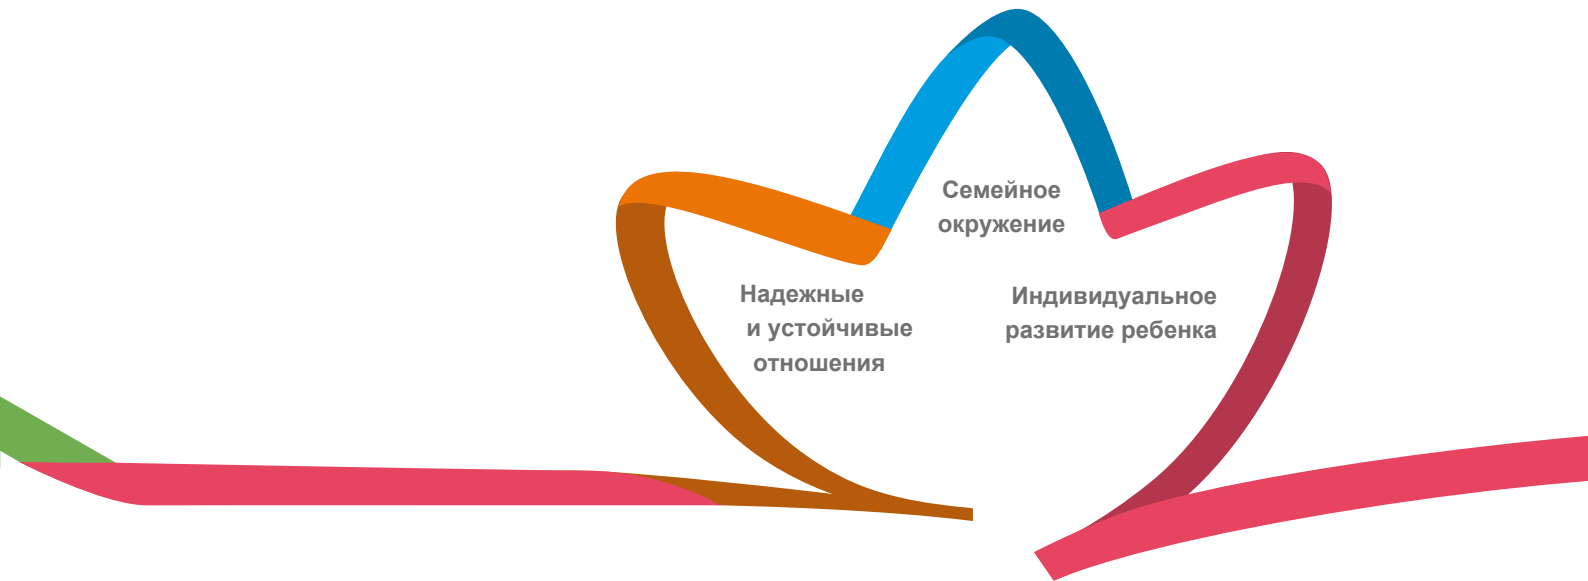 Семейное
окружение
Надежные
и устойчивые
отношения
Индивидуальное
развитие ребенка